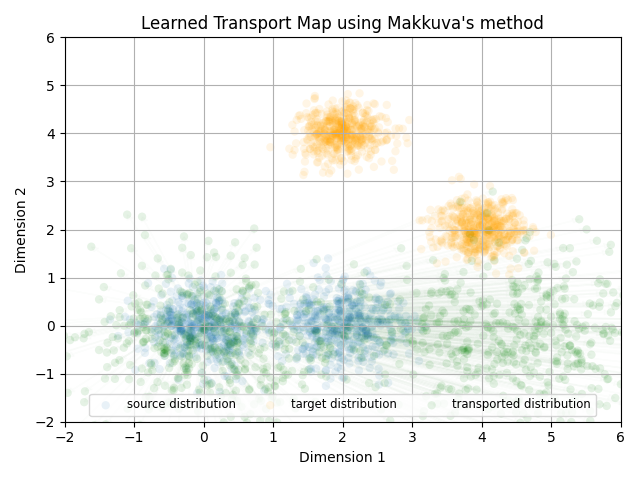 Learned Transport Map using Makkuva's method
6
5
4
3
2
1
0
−1
−2
Dimension 2
source distribution target distribution transported distribution
−2 −1 0 1 2 3 4 5 6
Dimension 1